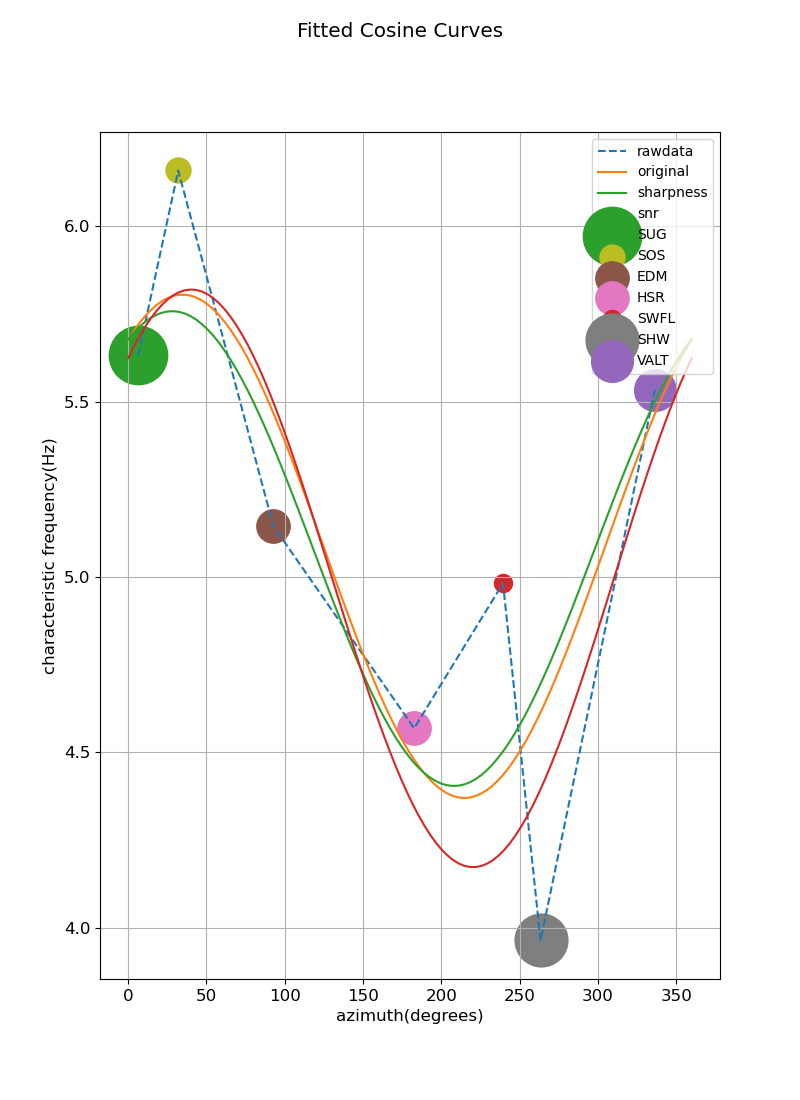 Fitted Cosine Curves
rawdata
original
sharpness
snr
SUG
SOS
EDM
HSR
SWFL
SHW
VALT
6.0
5.5
5.0
4.5
4.0
characteristic frequency(Hz)
0 50 100 150 200 250 300 350
azimuth(degrees)